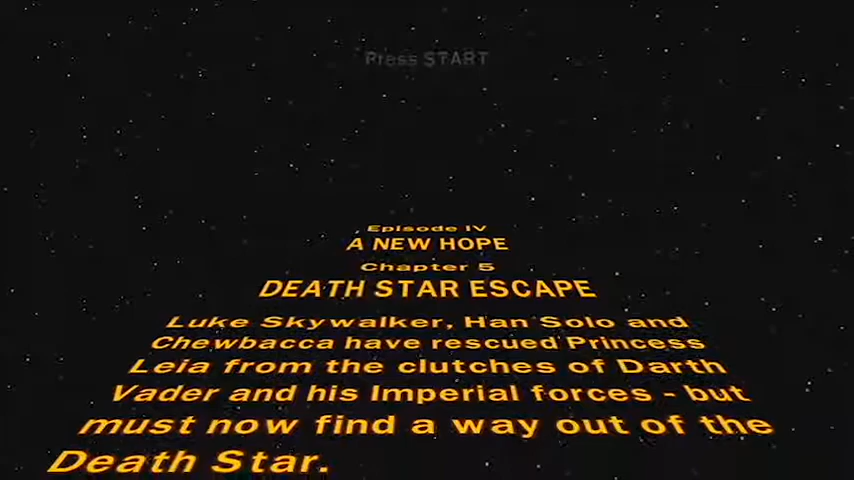 Press START
Episode IV
A NEW HOPE
Chapter 5
DEATH STAR ESCAPE
Luke Skywalker, Han Solo and
Chewbacca have rescued Princess
Leia from the clutches of Darth
Vader and his Imperial forces - but
must now find a way out of the
Death Star.